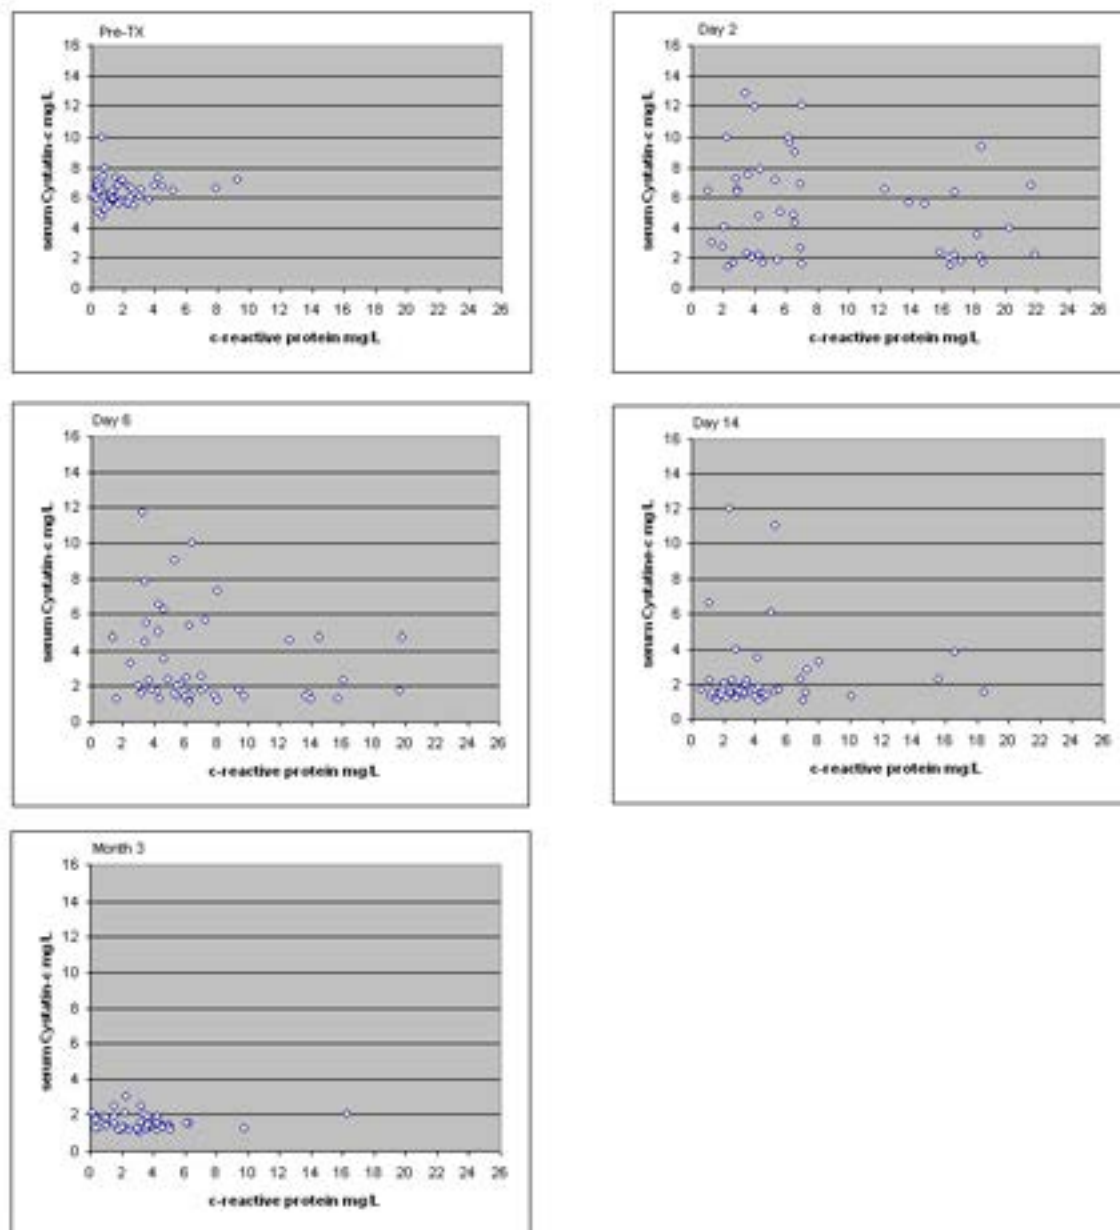 Pre-TX
16
14
12
10
8
6
4
2
0
0 2 4 6 8 10 12 14 16 18 20 22 24 26
serum Cystatin-c mg/L
c-reactive protein mg/L
Day 2
16
14
12
10
8
6
4
2
0
0 2 4 6 8 10 12 14 16 18 20 22 24 26
serum Cystatin-c mg/L
c-reactive protein mg/L
Day 6
16
14
12
10
8
6
4
2
0
0 2 4 6 8 10 12 14 16 18 20 22 24 26
serum Cystatin-c mg/L
c-reactive protein mg/L
Day 14
16
14
12
10
8
6
4
2
0
0 2 4 6 8 10 12 14 16 18 20 22 24 26
serum Cystatine-c mg/L
c-reactive protein mg/L
Month 3
16
14
12
10
8
6
4
2
0
0 2 4 6 8 10 12 14 16 18 20 22 24 26
serum Cystatin-c mg/L
c-reactive protein mg/L